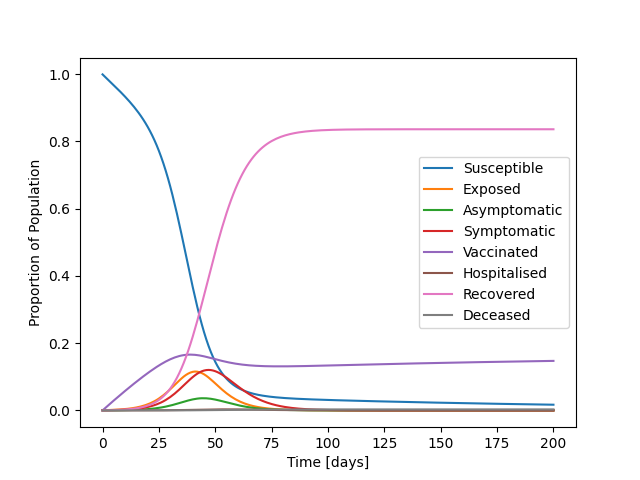 1.0
0.8
0.6
0.4
0.2
0.0
Proportion of Population
Susceptible
Exposed
Asymptomatic
Symptomatic
Vaccinated
Hospitalised
Recovered
Deceased
0 25 50 75 100 125 150 175 200
Time [days]